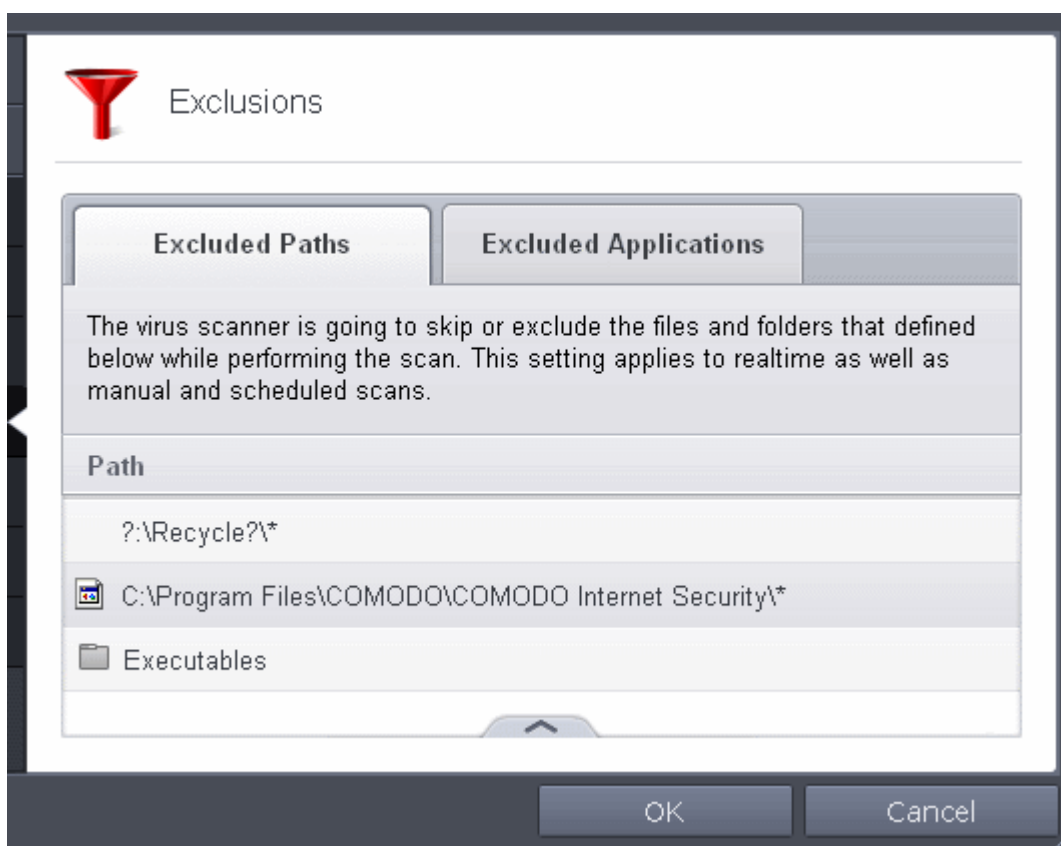 Exclusions
Excluded Paths
Excluded Applications
The virus scanner is going to skip or exclude the files and folders that defined
below while performing the scan. This setting applies to realtime as well as
manual and scheduled scans.
Path
?:\Recycle?\*
C:\Program Files\COMODO\COMODO Internet Security\*
Executables
OK
Cancel